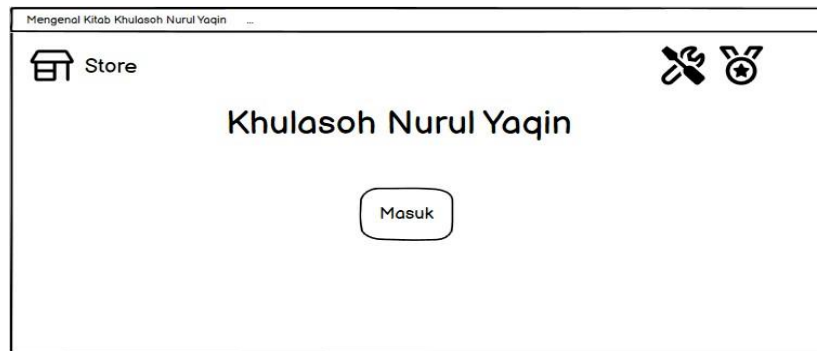 Mengenal Kitab Khulasoh Nurul Yaqin ...
Store
Khulasoh Nurul Yaqin
Masuk